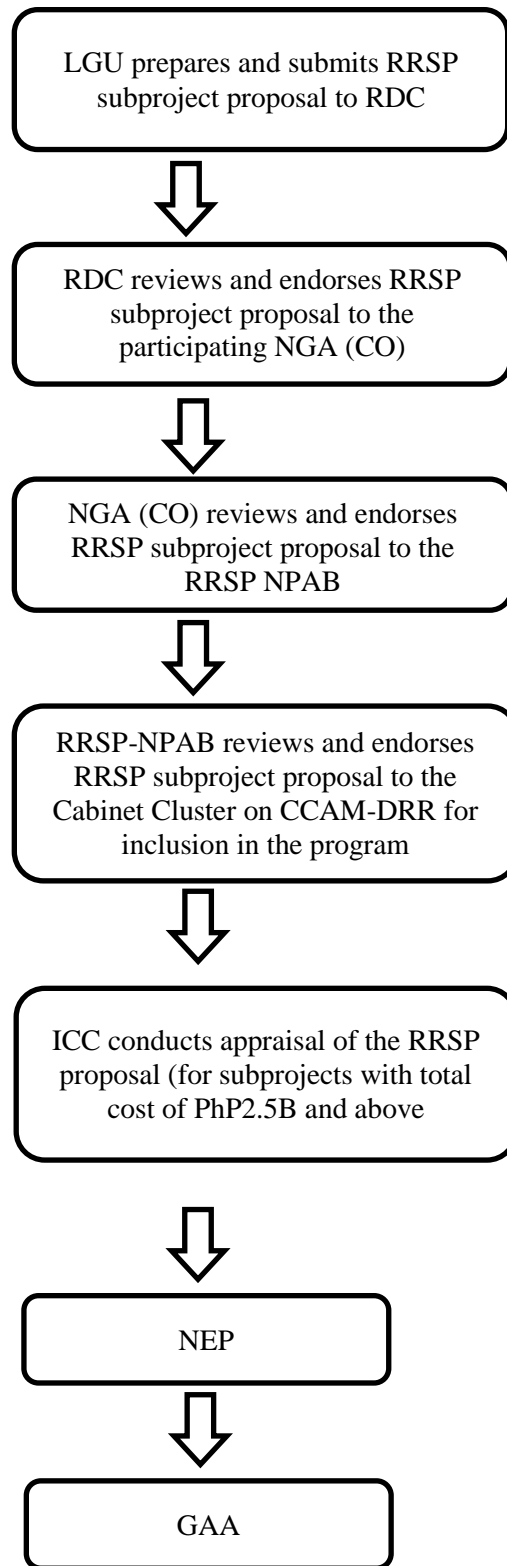 LGU prepares and submits RRSP
subproject proposal to RDC
RDC reviews and endorses RRSP
subproject proposal to the
participating NGA (CO)
NGA (CO) reviews and endorses
RRSP subproject proposal to the
RRSP NPAB
RRSP-NPAB reviews and endorses
RRSP subproject proposal to the
Cabinet Cluster on CCAM-DRR for
inclusion in the program
ICC conducts appraisal of the RRSP
proposal (for subprojects with total
cost of PhP2.5B and above
NEP
GAA